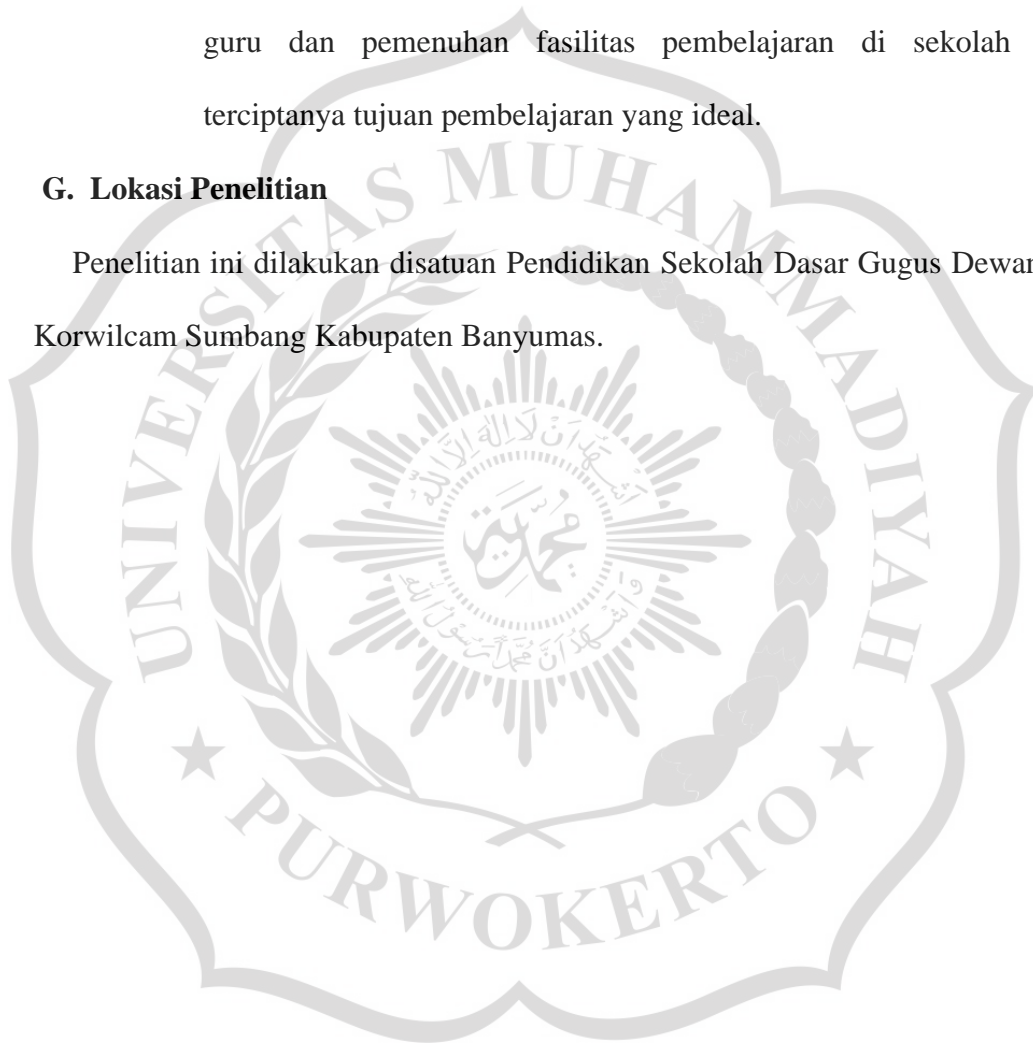 guru dan pemenuhan fasilitas pembelajaran di sekolah
terciptanya tujuan pembelajaran yang ideal.
G. Lokasi Penelitian
Penelitian ini dilakukan disatuan Pendidikan Sekolah Dasar Gugus
Korwilcam Sumbang Kabupaten Banyumas.
UNIVERSITAS MUHAMMADIYAH
PURWOKERTO